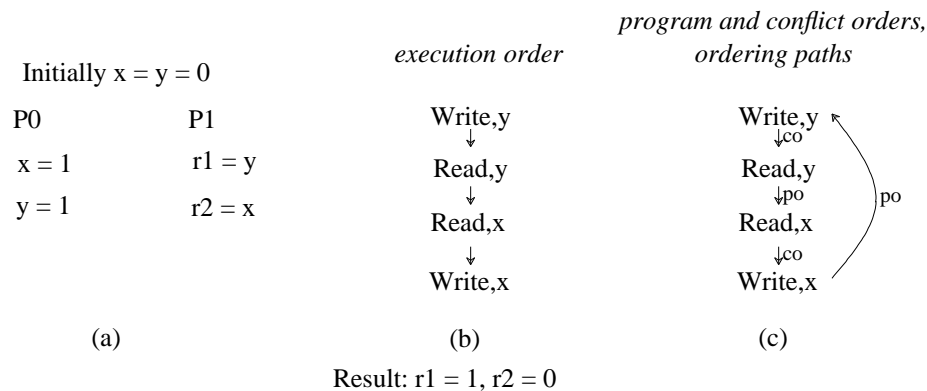 Initially x = y = 0
P0 P1
x = 1 r1 = y
y = 1 r2 = x
(a)
execution order
Write,y
Read,y
Read,x
Write,x
(b)
program and conflict orders,
ordering paths
Write,y
co
Read,y
po
Read,x
co
Write,x
po
(c)
Result: r1 = 1, r2 = 0